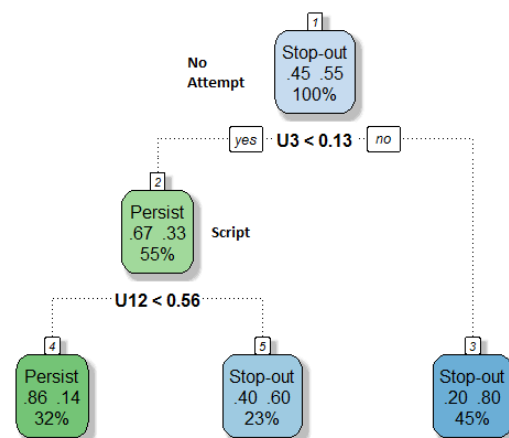 1
Stop-out
.45 .55
100%
No
Attempt
yes U3 < 0.13 no
2
Persist
.67 .33
55%
Script
U12 < 0.56
4
Persist
.86 .14
32%
5
Stop-out
.40 .60
23%
3
Stop-out
.20 .80
45%